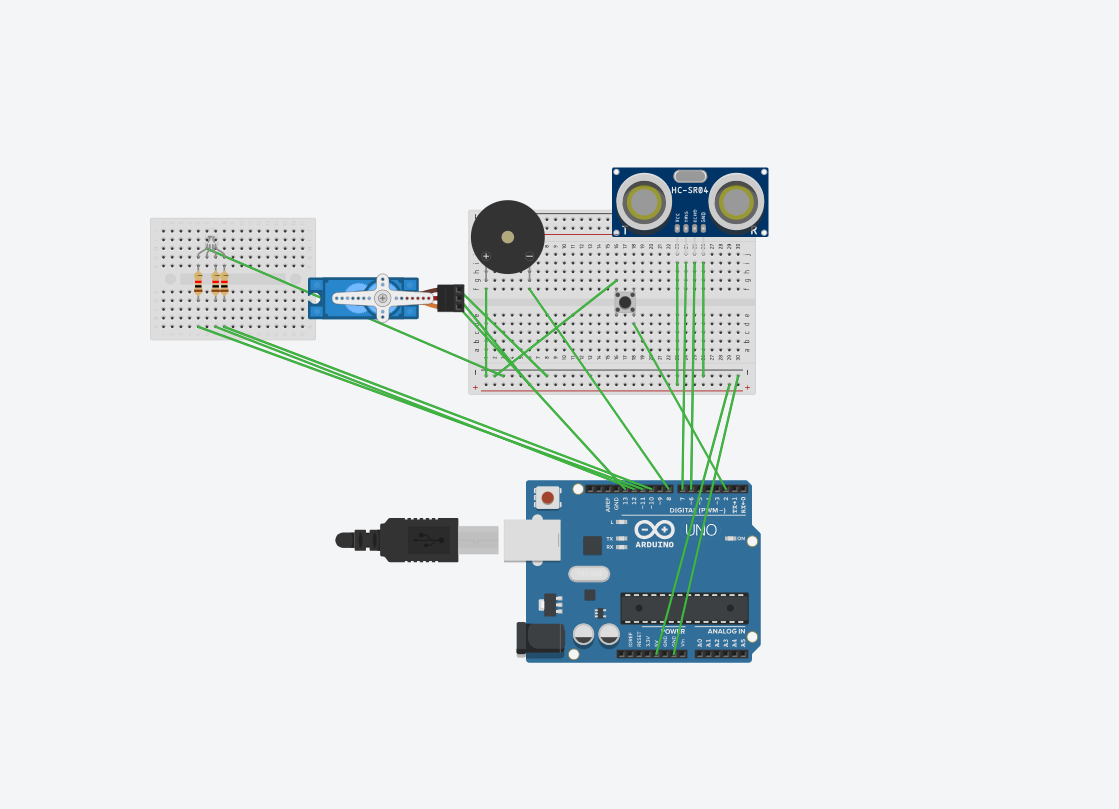 HC-SR04
VCC
TRIG
ECHO
GND
T
R
+
−
j
i
h
g
f
e
d
c
b
a
AREF
GND
13
12
~11
~10
~9
8
7
~6
~5
4
~3
2
TX→1
RX←0
DIGITAL (PWM~)
L
TX
RX
ARDUINO
UNO
ON
POWER
ANALOG IN
IOREF
RESET
3.3V
5V
GND
GND
Vin
A0
A1
A2
A3
A4
A5